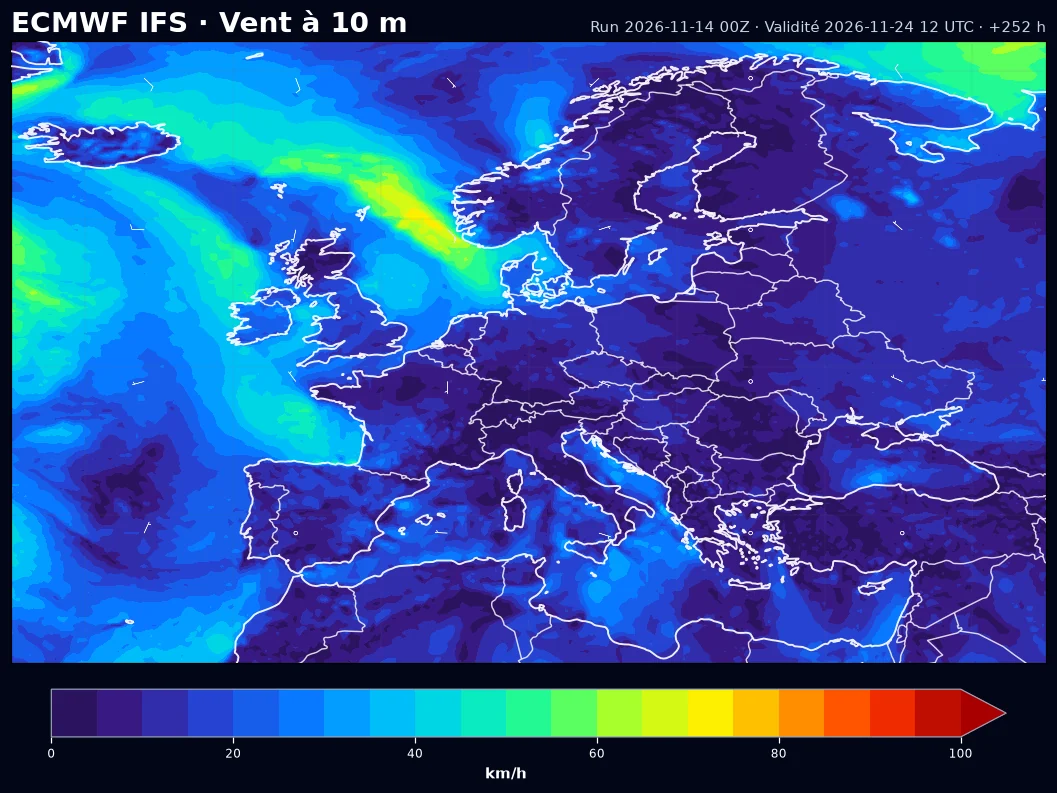 ECMWF IFS · Vent à 10 m
Run 2026-11-14 00Z · Validité 2026-11-24 12 UTC · +252 h
0 20 40 60 80 100
km/h